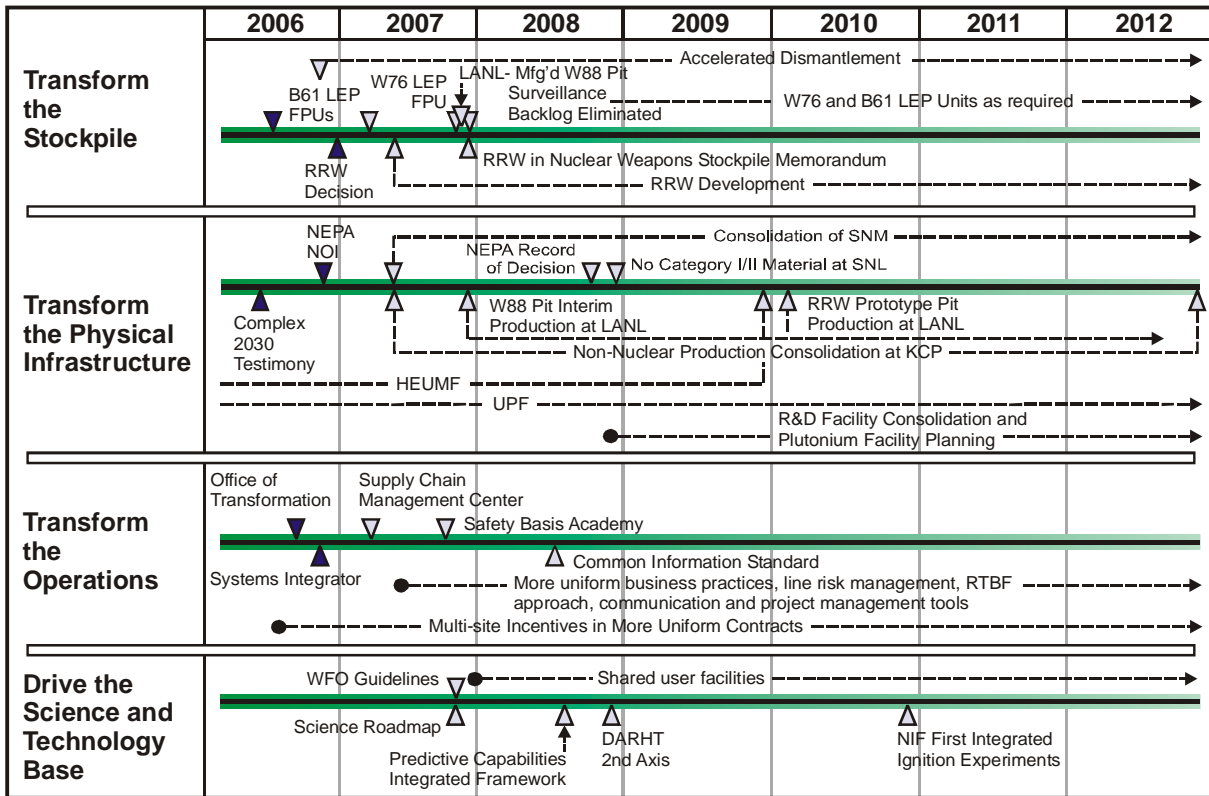 2006 2007 2008 2009 2010 2011 2012
Transform
the
Stockpile
Accelerated Dismantlement
B61 LEP
FPUs
W76 LEP
FPU
LANL- Mfg'd W88 Pit
Surveillance
Backlog Eliminated
W76 and B61 LEP Units as required
RRW
Decision
RRW in Nuclear Weapons Stockpile Memorandum
RRW Development
Transform
the Physical
Infrastructure
NEPA
NOI
Consolidation of SNM
NEPA Record
of Decision
No Category I/II Material at SNL
Complex
2030
Testimony
W88 Pit Interim
Production at LANL
RRW Prototype Pit
Production at LANL
Non-Nuclear Production Consolidation at KCP
HEUMF
UPF
R&D Facility Consolidation and
Plutonium Facility Planning
Transform
the
Operations
Office of
Transformation
Supply Chain
Management Center
Safety Basis Academy
Systems Integrator
Common Information Standard
More uniform business practices, line risk management, RTBF
approach, communication and project management tools
Multi-site Incentives in More Uniform Contracts
Drive the
Science and
Technology
Base
WFO Guidelines
Shared user facilities
Science Roadmap
Predictive Capabilities
Integrated Framework
DARHT
2nd Axis
NIF First Integrated
Ignition Experiments